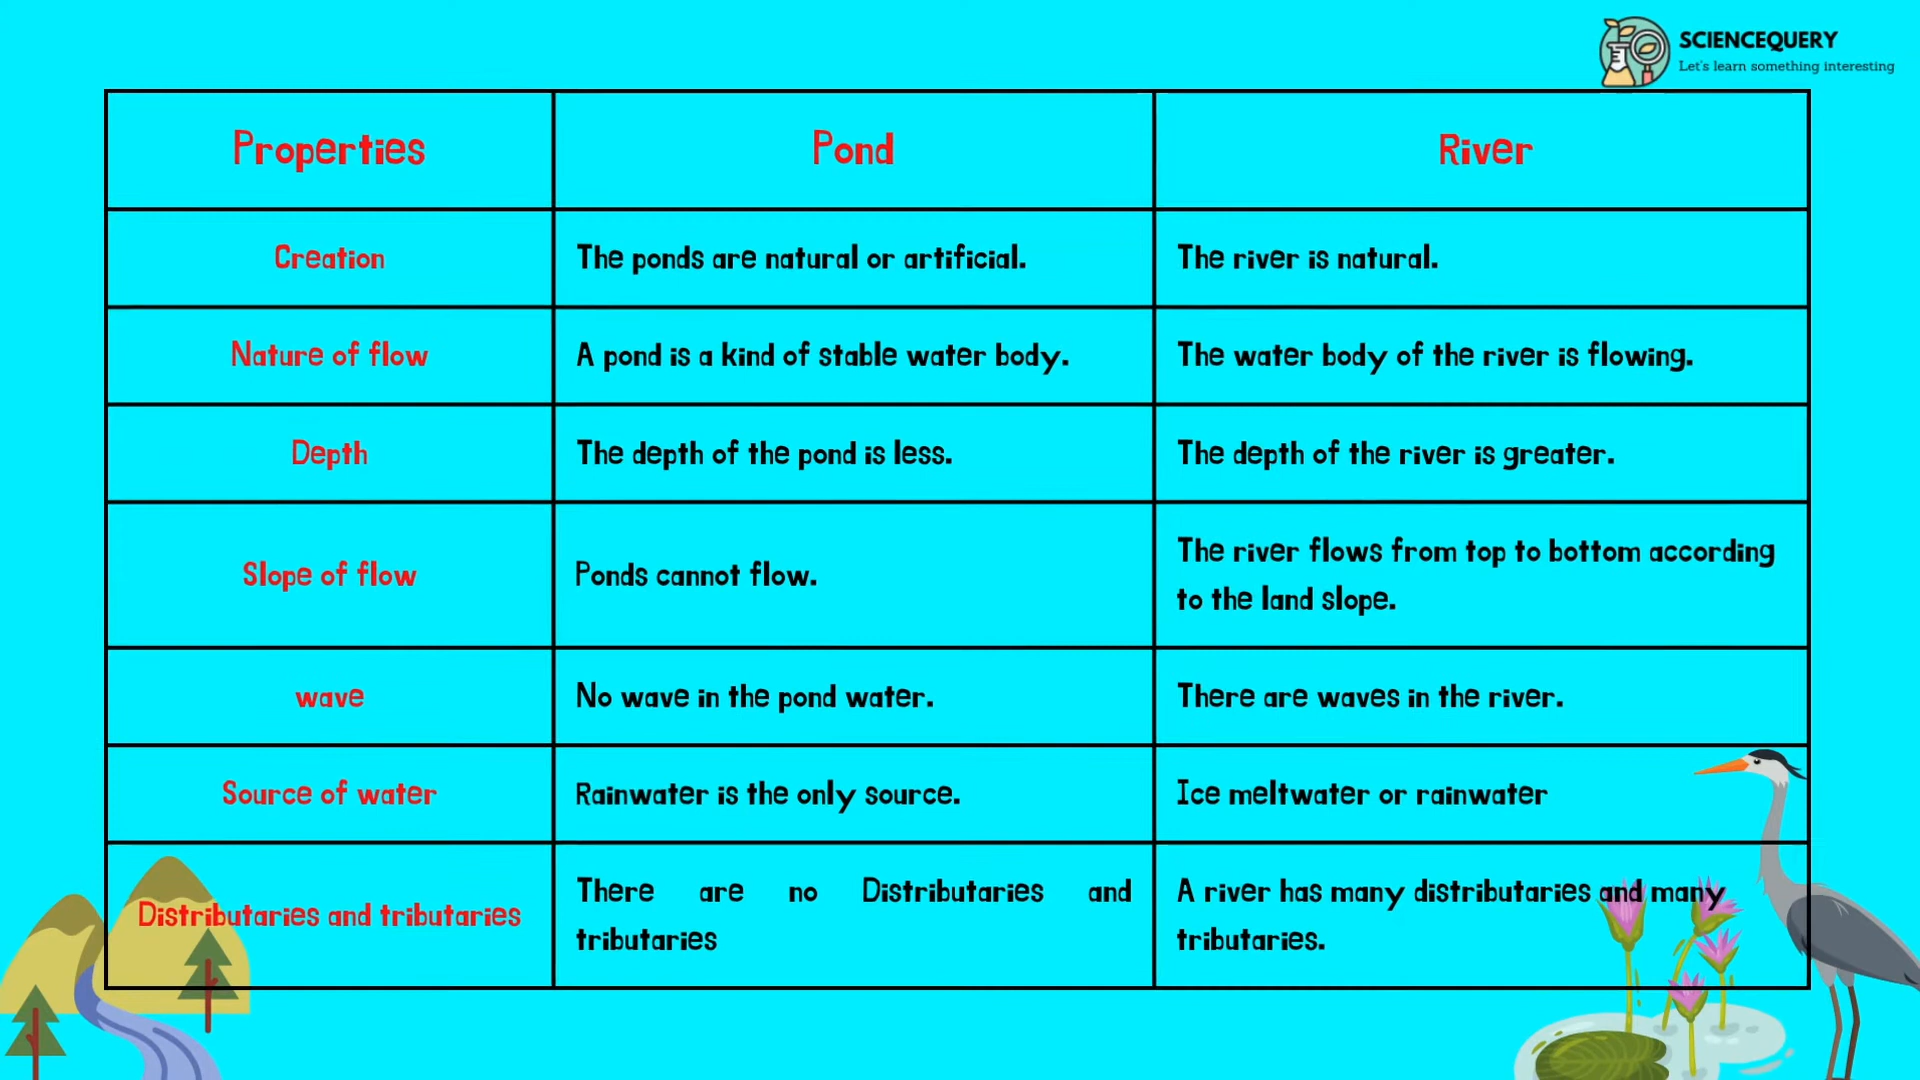 SCIENCEQUERY
Let's learn something interesting
Properties
Pond
River
Creation
The ponds are natural or artificial.
The river is natural.
Nature of flow
A pond is a kind of stable water body.
The water body of the river is flowing.
Depth
The depth of the pond is less.
The depth of the river is greater.
Slope of flow
Ponds cannot flow.
The river flows from top to bottom according
to the land slope.
wave
No wave in the pond water.
There are waves in the river.
Source of water
Rainwater is the only source.
Ice meltwater or rainwater
Distributaries and tributaries
There are no Distributaries and
tributaries
A river has many distributaries and many
tributaries.